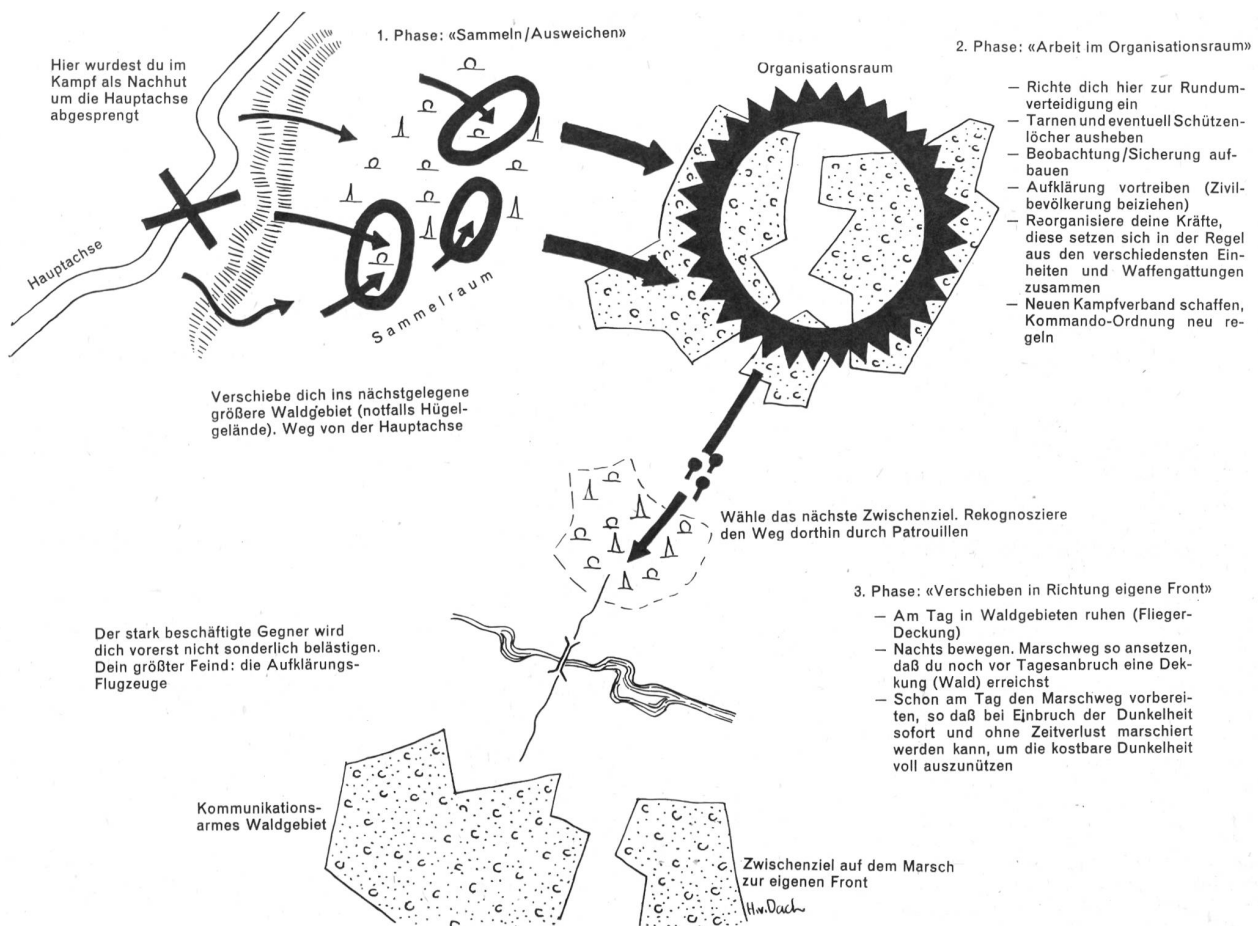 1. Phase: «Sammeln/Ausweichen»
Hier wurdest du im
Kampf als Nachhut
um die Hauptachse
abgesprengt
Hauptachse
Sammelraum
Verschiebe dich ins nächstgelegene
größere Waldgebiet (notfalls Hügel-
gelände). Weg von der Hauptachse
Organisationsraum
2. Phase: «Arbeit im Organisationsraum»
— Richte dich hier zur Rundum-
verteidigung ein
— Tarnen und eventuell Schützen-
löcher ausheben
— Beobachtung/Sicherung auf-
bauen
— Aufklärung vortreiben (Zivil-
bevölkerung beiziehen)
— Reorganisiere deine Kräfte,
diese setzen sich in der Regel
aus den verschiedensten Ein-
heiten und Waffengattungen
zusammen
— Neuen Kampfverband schaffen,
Kommando-Ordnung neu re-
geln
Wähle das nächste Zwischenziel. Rekognosziere
den Weg dorthin durch Patrouillen
3. Phase: «Verschieben in Richtung eigene Front»
— Am Tag in Waldgebieten ruhen (Flieger-
Deckung)
— Nachts bewegen. Marschweg so ansetzen,
daß du noch vor Tagesanbruch eine Dek-
kung (Wald) erreichst
— Schon am Tag den Marschweg vorberei-
ten, so daß bei Einbruch der Dunkelheit
sofort und ohne Zeitverlust marschiert
werden kann, um die kostbare Dunkelheit
voll auszunützen
Der stark beschäftigte Gegner wird
dich vorerst nicht sonderlich belästigen.
Dein größter Feind: die Aufklärungs-
Flugzeuge
Kommunikations-
armes Waldgebiet
Zwischenziel auf dem Marsch
zur eigenen Front
H.v.Dach